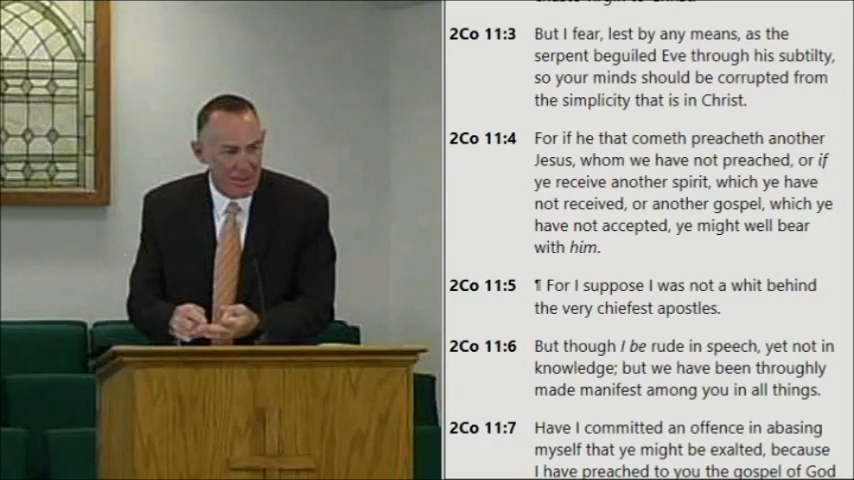 2Co 11:3 But I fear, lest by any means, as the
serpent beguiled Eve through his subtilty,
so your minds should be corrupted from
the simplicity that is in Christ.
2Co 11:4 For if he that cometh preacheth another
Jesus, whom we have not preached, or if
ye receive another spirit, which ye have
not received, or another gospel, which ye
have not accepted, ye might well bear
with him.
2Co 11:5 ¶ For I suppose I was not a whit behind
the very chiefest apostles.
2Co 11:6 But though I be rude in speech, yet not in
knowledge; but we have been throughly
made manifest among you in all things.
2Co 11:7 Have I committed an offence in abasing
myself that ye might be exalted, because
I have preached to you the gospel of God